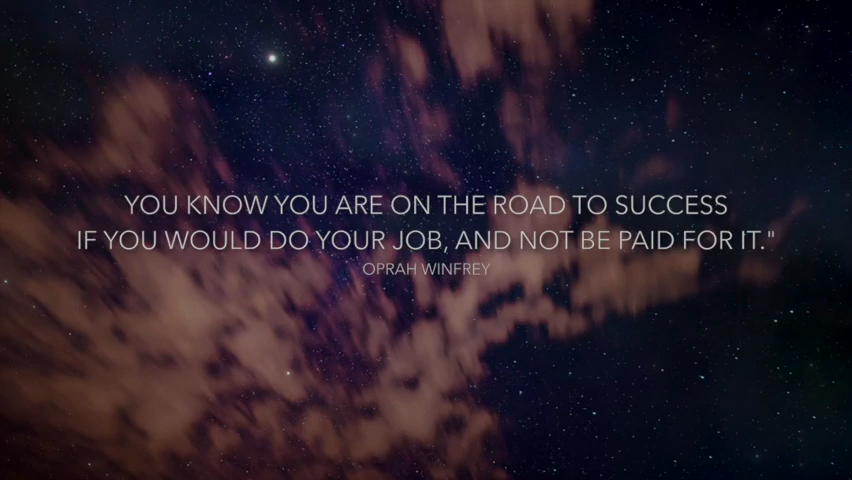 YOU KNOW YOU ARE ON THE ROAD TO SUCCESS
IF YOU WOULD DO YOUR JOB, AND NOT BE PAID FOR IT."
OPRAH WINFREY